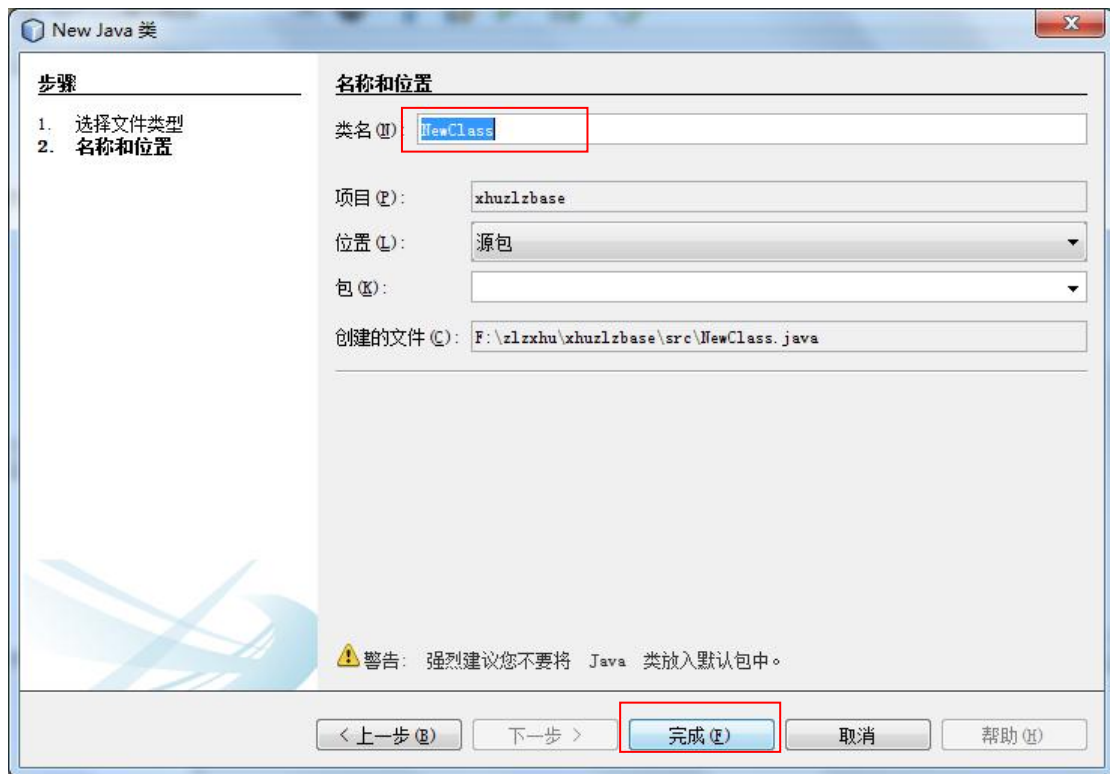 New Java 类
步骤
1. 选择文件类型
2. 名称和位置
名称和位置
类名(N): NewClass
项目(P): xhuzlzbase
位置(L): 源包
包(K):
创建的文件(C): F:\zlzxhu\xhuzlzbase\src\NewClass.java
警告: 强烈建议您不要将 Java 类放入默认包中。
< 上一步(B) 下一步 > 完成(F) 取消 帮助(H)